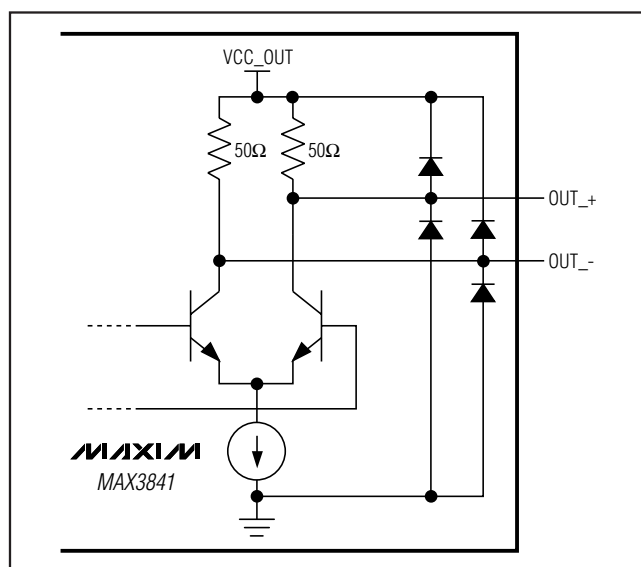 VCC_OUT
50Ω
50Ω
OUT_+
OUT_-
MAXIM
MAX3841